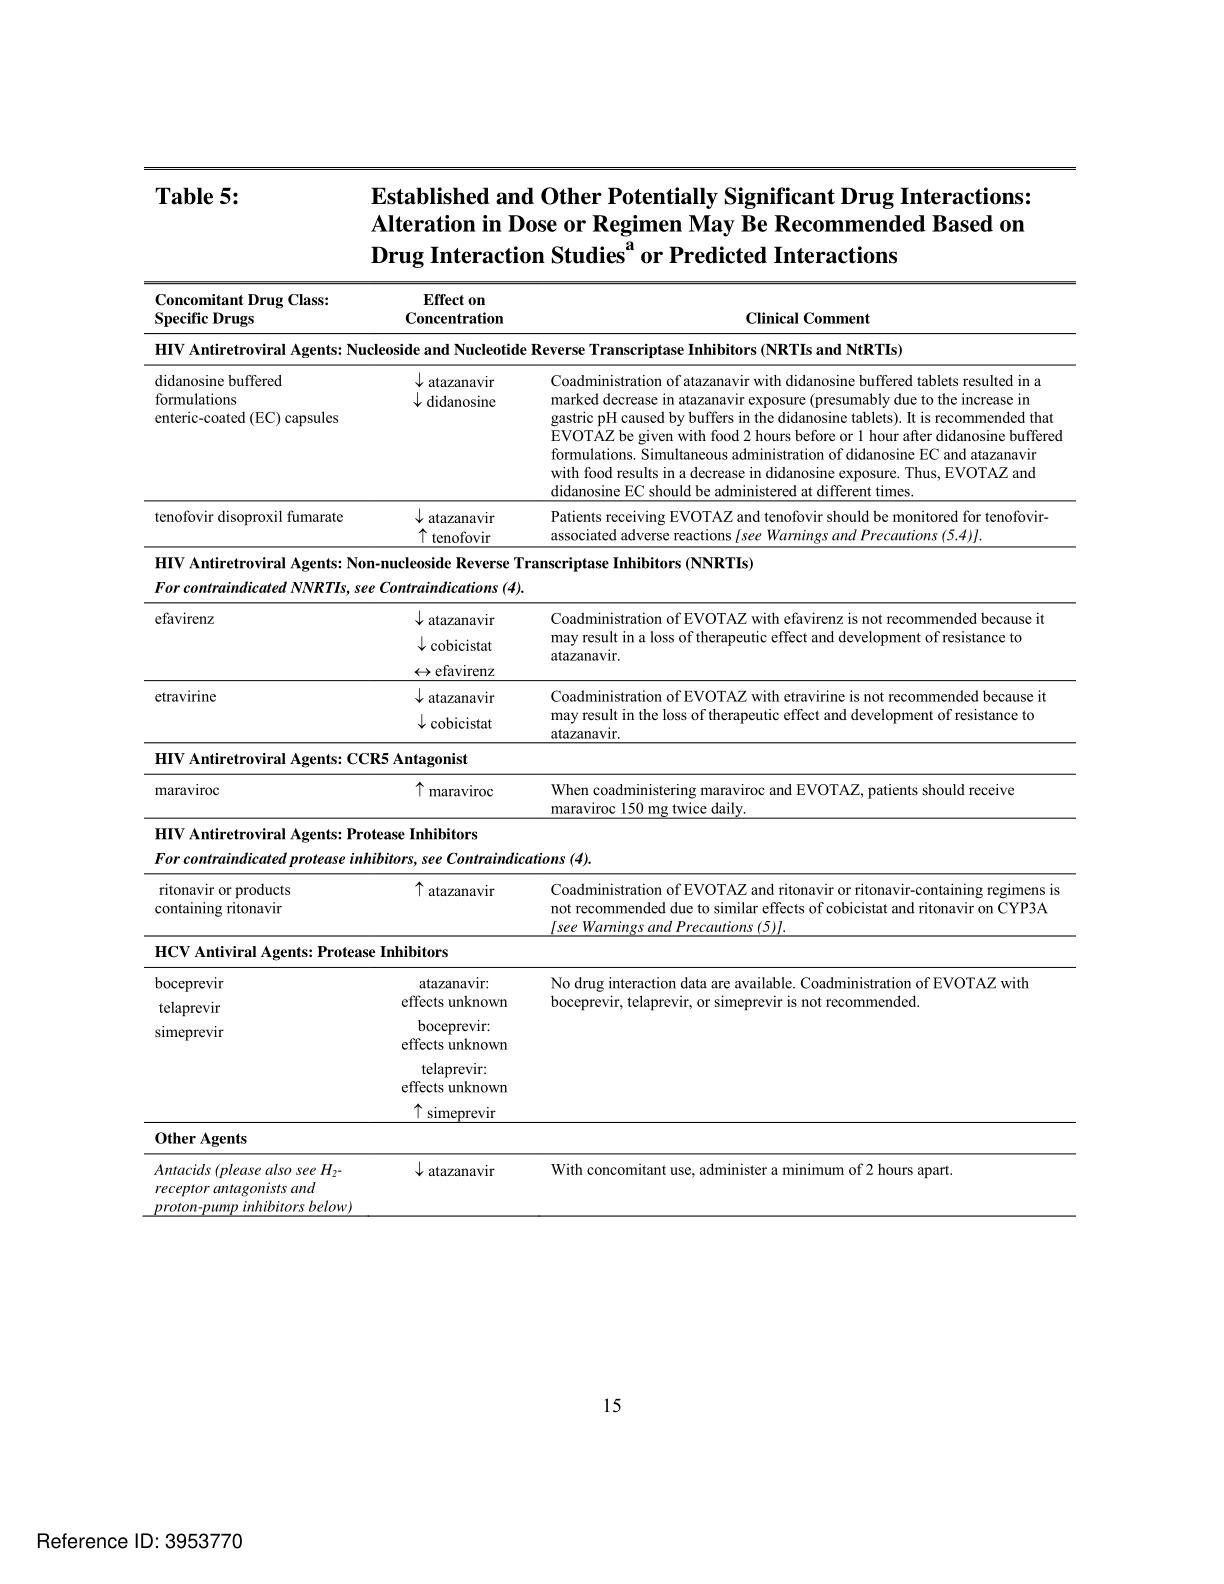 Table 5:
Established and Other Potentially Significant Drug Interactions:
Alteration in Dose or Regimen May Be Recommended Based on
Drug Interaction Studiesa or Predicted Interactions
Concomitant Drug Class:
Specific Drugs
Effect on
Concentration
Clinical Comment
HIV Antiretroviral Agents: Nucleoside and Nucleotide Reverse Transcriptase Inhibitors (NRTIs and NtRTIs)
didanosine buffered
formulations
enteric-coated (EC) capsules
↓ atazanavir
↓ didanosine
Coadministration of atazanavir with didanosine buffered tablets resulted in a
marked decrease in atazanavir exposure (presumably due to the increase in
gastric pH caused by buffers in the didanosine tablets). It is recommended that
EVOTAZ be given with food 2 hours before or 1 hour after didanosine buffered
formulations. Simultaneous administration of didanosine EC and atazanavir
with food results in a decrease in didanosine exposure. Thus, EVOTAZ and
didanosine EC should be administered at different times.
tenofovir disoproxil fumarate
↓ atazanavir
↑ tenofovir
Patients receiving EVOTAZ and tenofovir should be monitored for tenofovir-
associated adverse reactions [see Warnings and Precautions (5.4)].
HIV Antiretroviral Agents: Non-nucleoside Reverse Transcriptase Inhibitors (NNRTIs)
For contraindicated NNRTIs, see Contraindications (4).
efavirenz
↓ atazanavir
↓ cobicistat
↔ efavirenz
Coadministration of EVOTAZ with efavirenz is not recommended because it
may result in a loss of therapeutic effect and development of resistance to
atazanavir.
etravirine
↓ atazanavir
↓ cobicistat
Coadministration of EVOTAZ with etravirine is not recommended because it
may result in the loss of therapeutic effect and development of resistance to
atazanavir.
HIV Antiretroviral Agents: CCR5 Antagonist
maraviroc
↑ maraviroc
When coadministering maraviroc and EVOTAZ, patients should receive
maraviroc 150 mg twice daily.
HIV Antiretroviral Agents: Protease Inhibitors
For contraindicated protease inhibitors, see Contraindications (4).
ritonavir or products
containing ritonavir
↑ atazanavir
Coadministration of EVOTAZ and ritonavir or ritonavir-containing regimens is
not recommended due to similar effects of cobicistat and ritonavir on CYP3A
[see Warnings and Precautions (5)].
HCV Antiviral Agents: Protease Inhibitors
boceprevir
telaprevir
simeprevir
atazanavir:
effects unknown
boceprevir:
effects unknown
telaprevir:
effects unknown
↑ simeprevir
No drug interaction data are available. Coadministration of EVOTAZ with
boceprevir, telaprevir, or simeprevir is not recommended.
Other Agents
Antacids (please also see H2-
receptor antagonists and
proton-pump inhibitors below)
↓ atazanavir
With concomitant use, administer a minimum of 2 hours apart.
15
Reference ID: 3953770